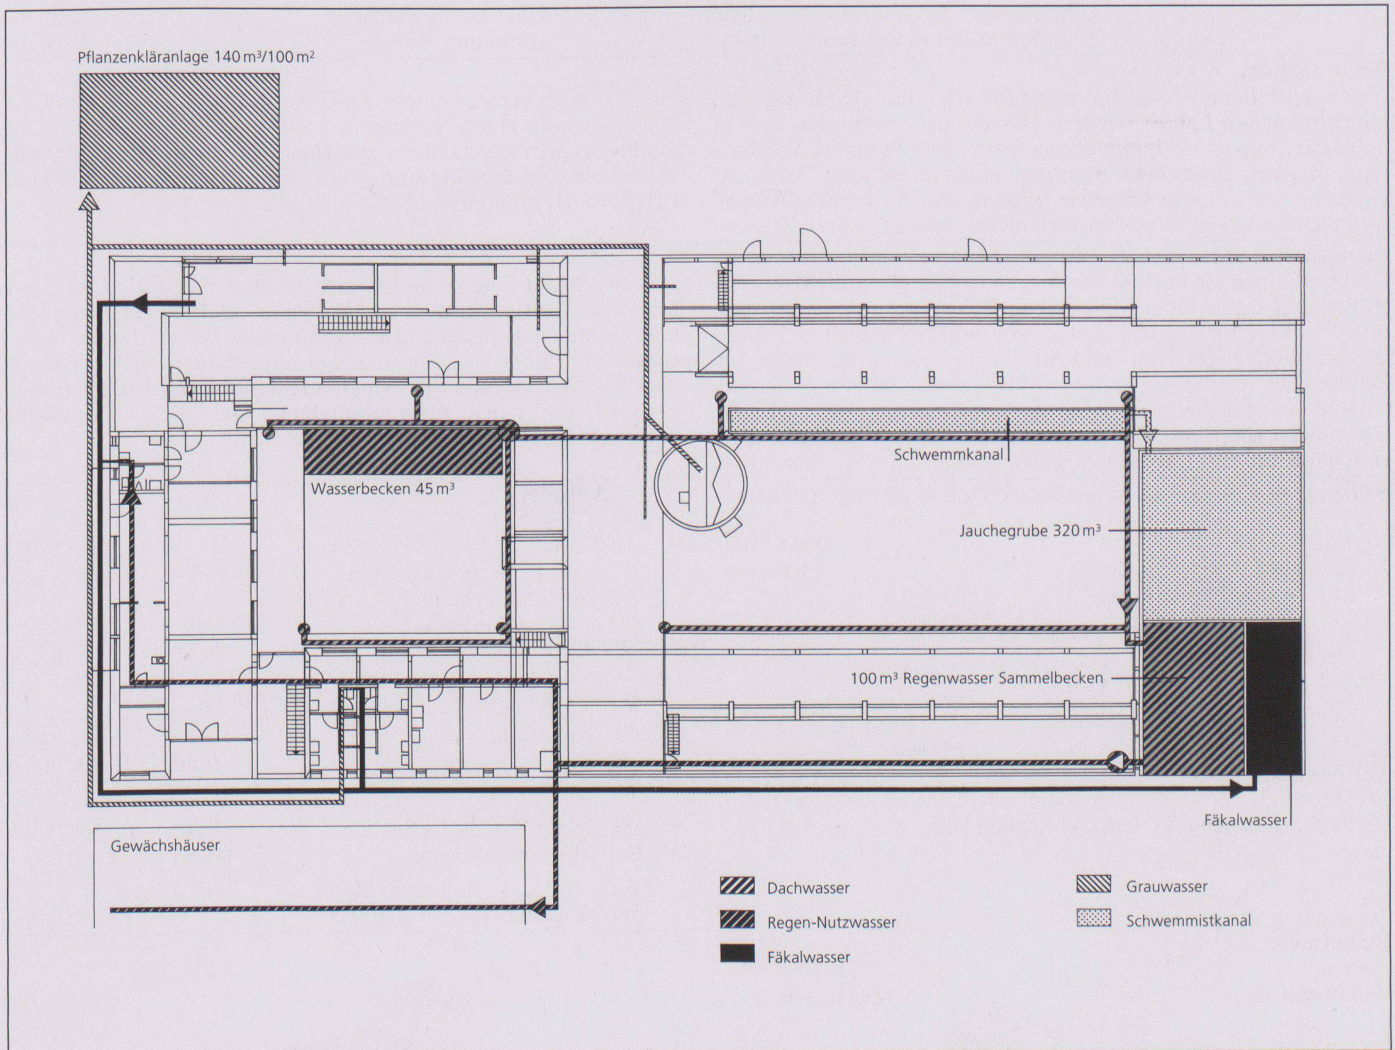 Pflanzenkläranlage 140 m³/100 m²
Schwemmkanal
Wasserbecken 45 m³
Jauchegrube 320 m³
100 m³ Regenwasser Sammelbecken
Fäkalwasser
Gewächshäuser
Dachwasser
Regen-Nutzwasser
Fäkalwasser
Grauwasser
Schwemmistkanal